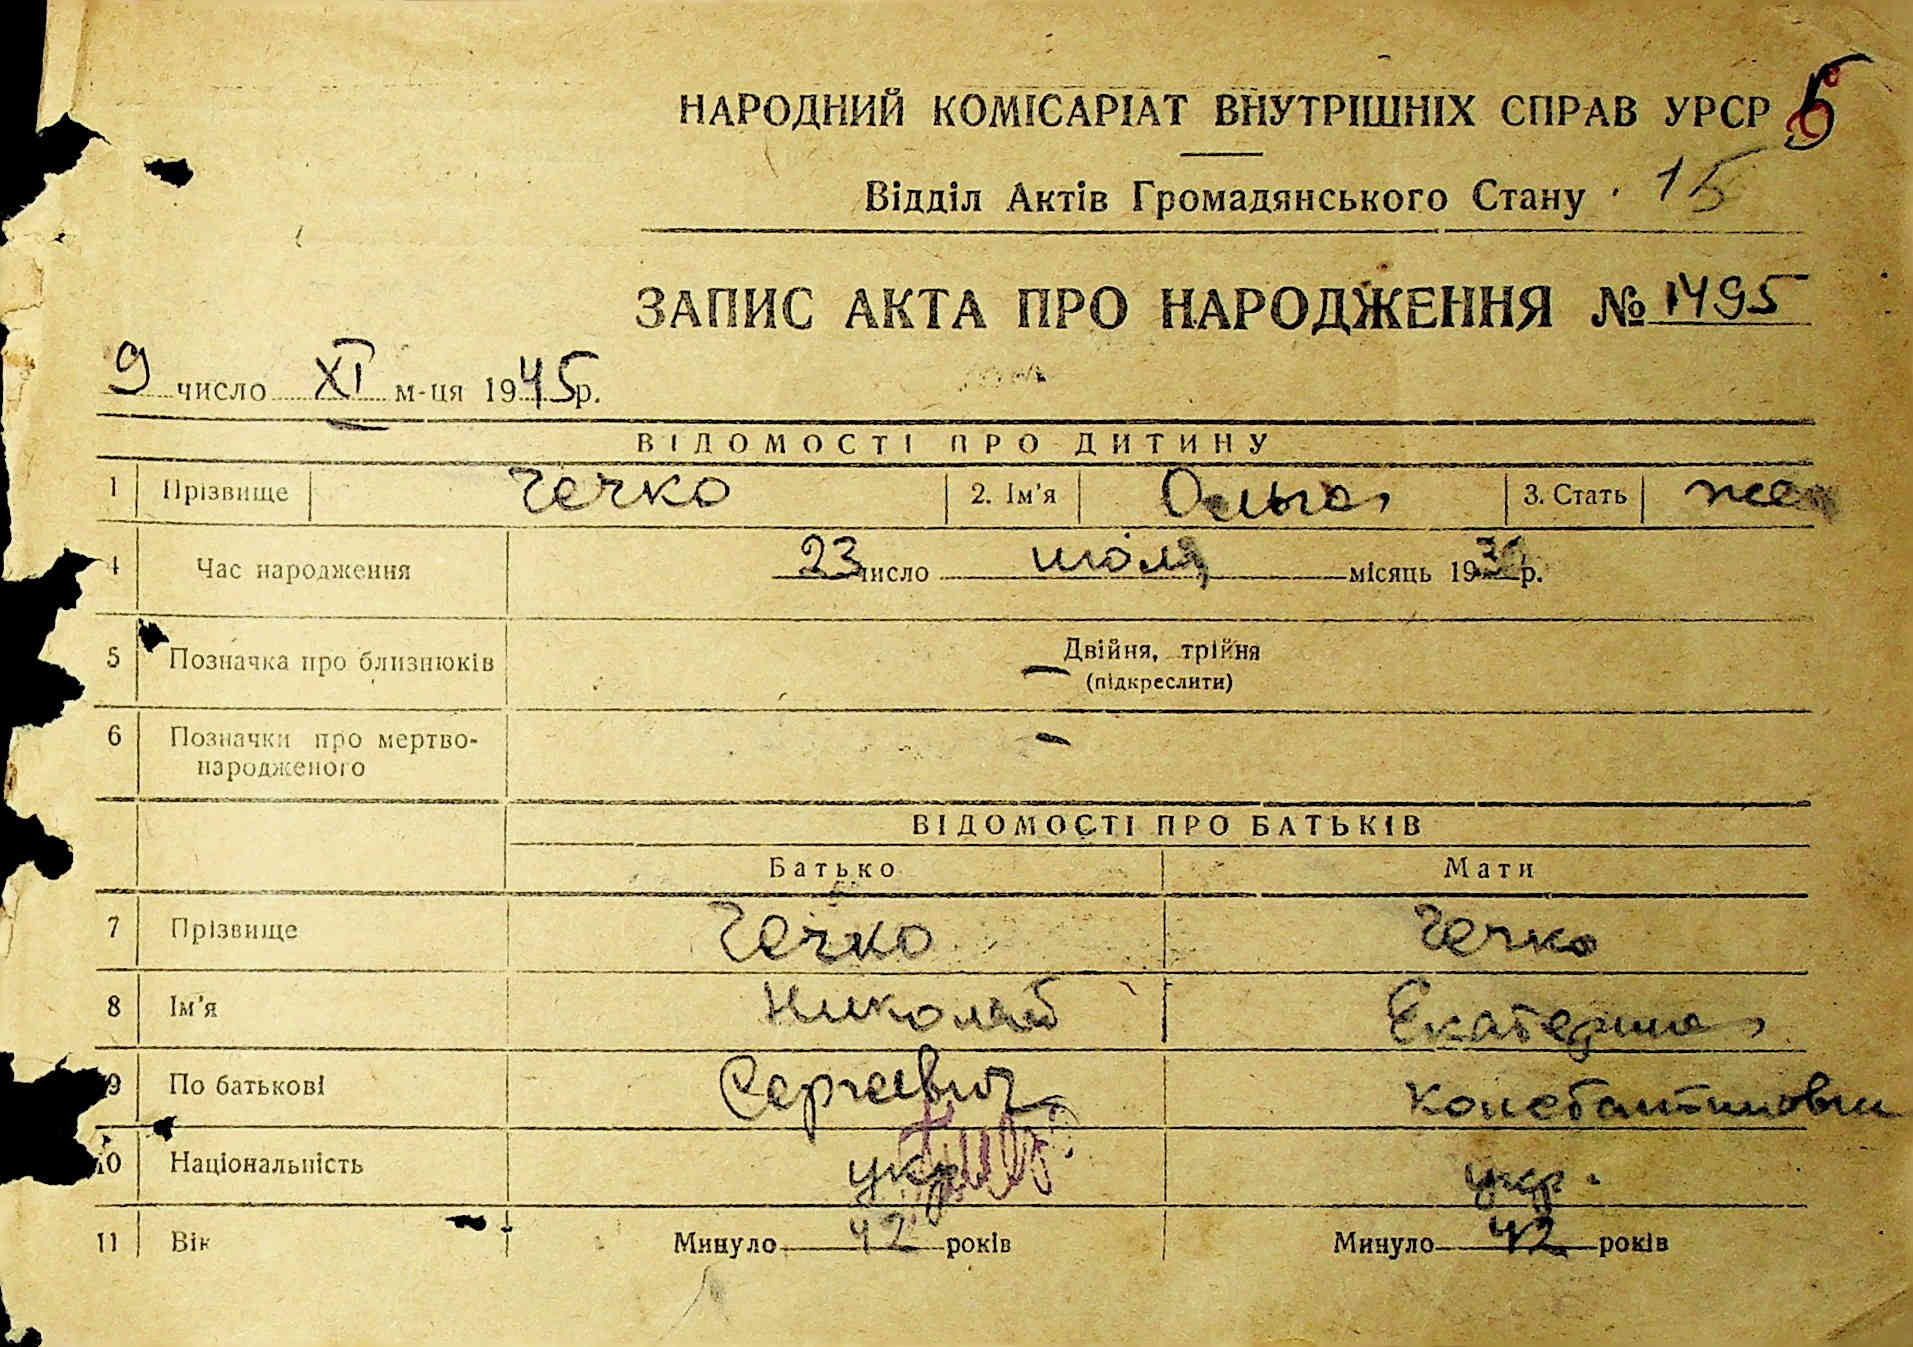 НАРОДНИЙ КОМІСАРІАТ ВНУТРІШНІХ СПРАВ УРСР
Відділ Актів Громадянського Стану 15
ЗАПИС АКТА ПРО НАРОДЖЕННЯ № 1495
9 число XI м-ця 1945р.
ВІДОМОСТІ ПРО ДИТИНУ
1 Прізвище Чечко 2. Ім'я Ольга 3. Стать жен
4 Час народження 23 число июля місяць 193 р.
5 Позначка про близнюків Двійня, трійня
(підкреслити)
6 Позначки про мертво-
народженого -
ВІДОМОСТІ ПРО БАТЬКІВ
Батько Мати
7 Прізвище Чечко Чечко
8 Ім'я Николай Екатерина
9 По батькові Сергеевич Константиновна
10 Національність укр укр.
11 Вік Минуло 42 років Минуло 42 років